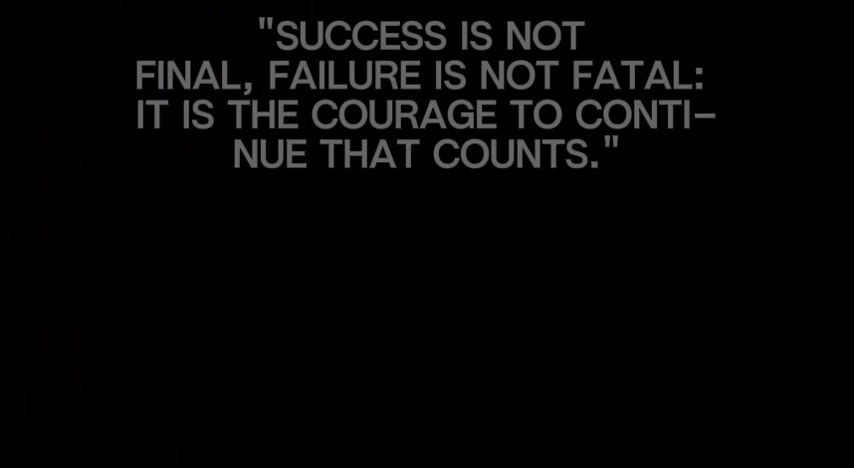 "SUCCESS IS NOT
FINAL, FAILURE IS NOT FATAL:
IT IS THE COURAGE TO CONTI–
NUE THAT COUNTS."